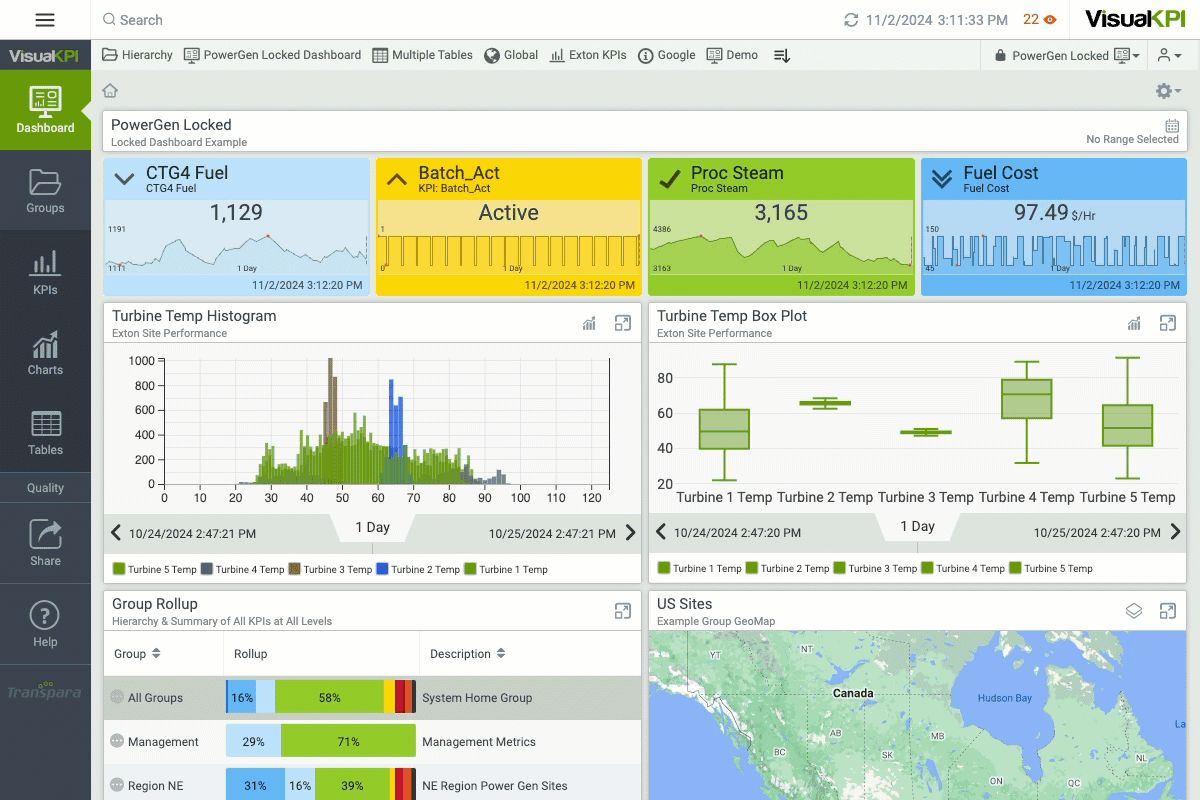 Search
11/2/2024 3:11:33 PM
22
VisualKPI
VisualKPI
Hierarchy
PowerGen Locked Dashboard
Multiple Tables
Global
Exton KPIs
Google
Demo
PowerGen Locked
Dashboard
Groups
KPIs
Charts
Tables
Quality
Share
Help
Transpara
PowerGen Locked
Locked Dashboard Example
No Range Selected
CTG4 Fuel
CTG4 Fuel
1,129
1191
1111
1 Day
11/2/2024 3:12:20 PM
Batch_Act
KPI: Batch_Act
Active
1
0
1 Day
11/2/2024 3:12:20 PM
Proc Steam
Proc Steam
3,165
4386
3163
1 Day
11/2/2024 3:12:20 PM
Fuel Cost
Fuel Cost
97.49 $/Hr
150
45
1 Day
11/2/2024 3:12:20 PM
Turbine Temp Histogram
Exton Site Performance
1000
800
600
400
200
0
0 10 20 30 40 50 60 70 80 90 100 110 120
10/24/2024 2:47:21 PM
1 Day
10/25/2024 2:47:21 PM
Turbine 5 Temp Turbine 4 Temp Turbine 3 Temp Turbine 2 Temp Turbine 1 Temp
Turbine Temp Box Plot
Exton Site Performance
80
60
40
20
Turbine 1 Temp Turbine 2 Temp Turbine 3 Temp Turbine 4 Temp Turbine 5 Temp
10/24/2024 2:47:20 PM
1 Day
10/25/2024 2:47:20 PM
Turbine 1 Temp Turbine 2 Temp Turbine 3 Temp Turbine 4 Temp Turbine 5 Temp
Group Rollup
Hierarchy & Summary of All KPIs at All Levels
Group Rollup Description
All Groups 16% 58% System Home Group
Management 29% 71% Management Metrics
Region NE 31% 16% 39% NE Region Power Gen Sites
US Sites
Example Group GeoMap
YT
NT
Canada
Hudson Bay
La
AB
MB
BC
SK
NL
ON
QC